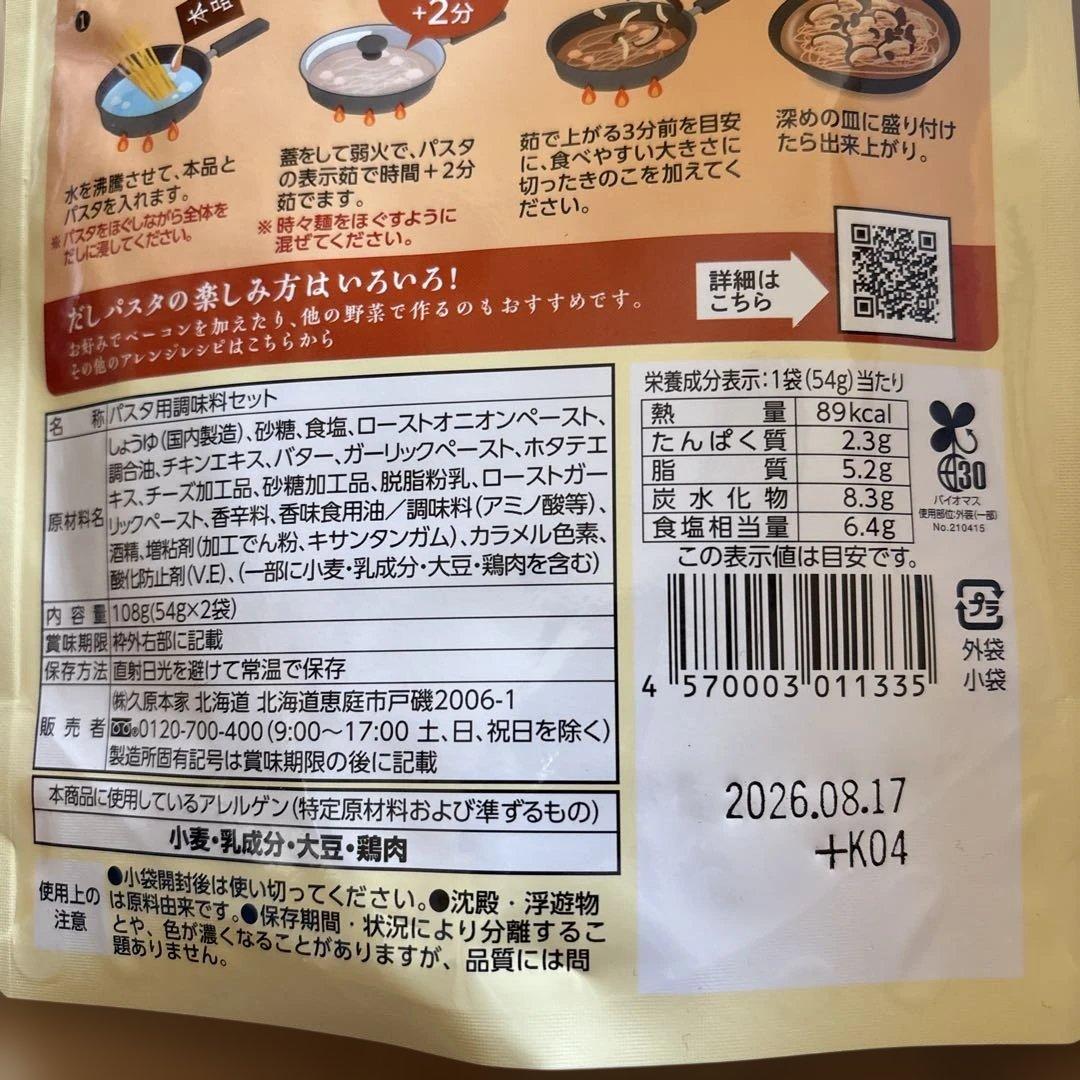 1
本品
+2分
水を沸騰させて、本品と
パスタを入れます。
※パスタをほぐしながら全体を
だしに浸してください。
蓋をして弱火で、パスタ
の表示茹で時間+2分
茹でます。
※時々麺をほぐすように
混ぜてください。
茹で上がる3分前を目安
に、食べやすい大きさに
切ったきのこを加えてく
ださい。
深めの皿に盛り付け
たら出来上がり。
だしパスタの楽しみ方はいろいろ!
お好みでベーコンを加えたり、他の野菜で作るのもおすすめです。
その他のアレンジレシピはこちらから
詳細は
こちら
名称 パスタ用調味料セット
原材料名 しょうゆ(国内製造)、砂糖、食塩、ローストオニオンペースト、
調合油、チキンエキス、バター、ガーリックペースト、ホタテエ
キス、チーズ加工品、砂糖加工品、脱脂粉乳、ローストガー
リックペースト、香辛料、香味食用油/調味料(アミノ酸等)、
酒精、増粘剤(加工でん粉、キサンタンガム)、カラメル色素、
酸化防止剤(V.E)、(一部に小麦・乳成分・大豆・鶏肉を含む)
内容量 108g(54g×2袋)
賞味期限 枠外右部に記載
保存方法 直射日光を避けて常温で保存
販売者 ㈱久原本家 北海道 北海道恵庭市戸磯2006-1
0120-700-400(9:00〜17:00 土、日、祝日を除く)
製造所固有記号は賞味期限の後に記載
本商品に使用しているアレルゲン(特定原材料および準ずるもの)
小麦・乳成分・大豆・鶏肉
使用上の注意
●小袋開封後は使い切ってください。●沈殿・浮遊物
は原料由来です。●保存期間・状況により分離するこ
とや、色が濃くなることがありますが、品質には問
題ありません。
栄養成分表示:1袋(54g)当たり
熱量 89kcal
たんぱく質 2.3g
脂質 5.2g
炭水化物 8.3g
食塩相当量 6.4g
この表示値は目安です。
30
バイオマス
使用部位:外装(一部)
No.210415
4 570003 011335
プラ
外袋
小袋
2026.08.17
+K04